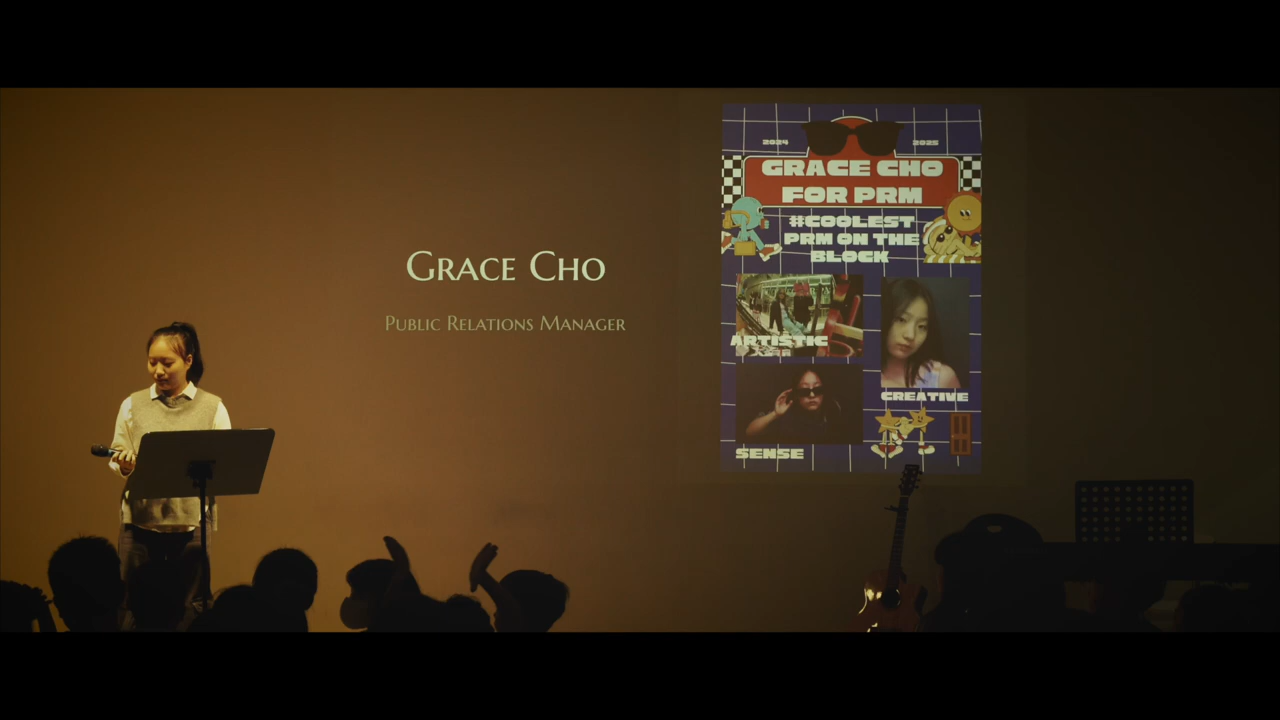 GRACE CHO
PUBLIC RELATIONS MANAGER
2024
2025
GRACE CHO
FOR PRM
#COOLEST
PRM ON THE
BLOCK
ARTISTIC
CREATIVE
SENSE